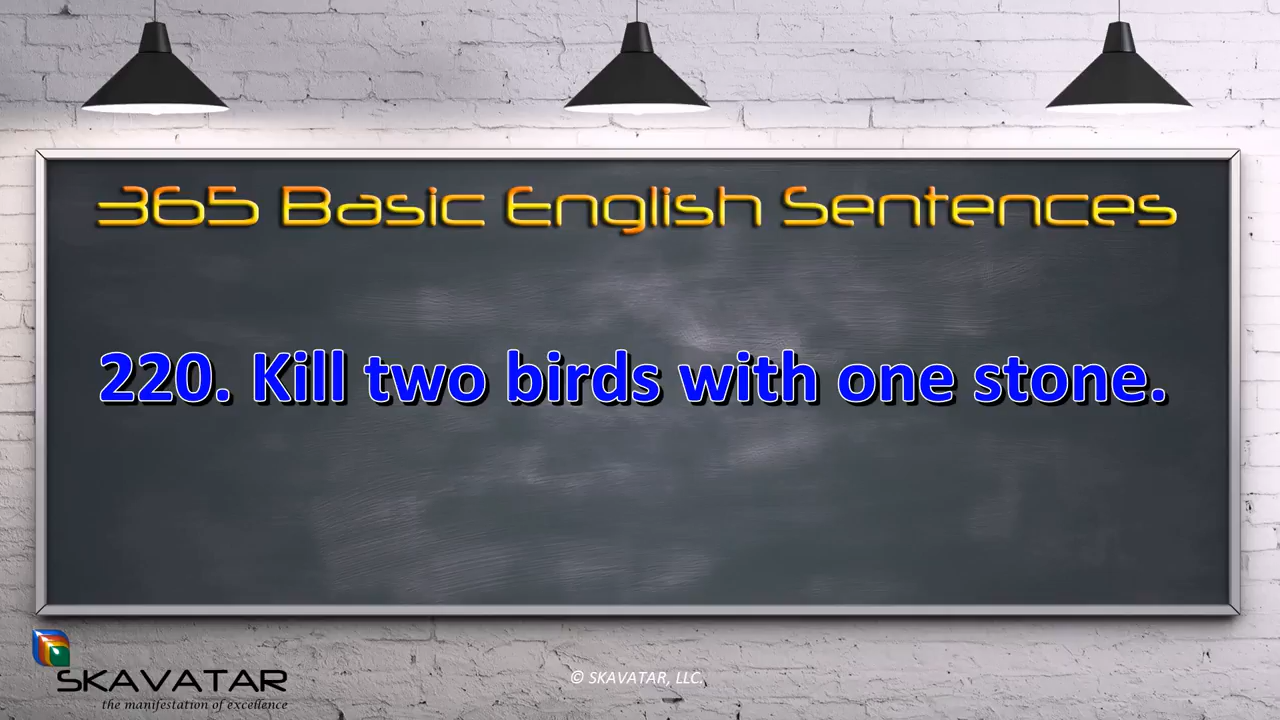 365 Basic English Sentences
220. Kill two birds with one stone.
SKAVATAR
the manifestation of excellence
© SKAVATAR, LLC.